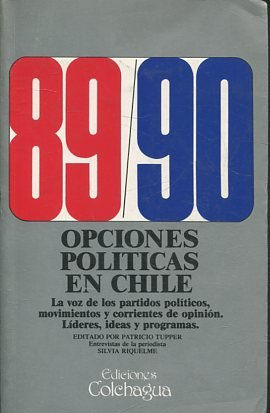 89/90
OPCIONES
POLITICAS
EN CHILE
La voz de los partidos políticos,
movimientos y corrientes de opinión.
Líderes, ideas y programas.
EDITADO POR PATRICIO TUPPER
Entrevistas de la periodista
SILVIA RIQUELME
Ediciones
Colchagua